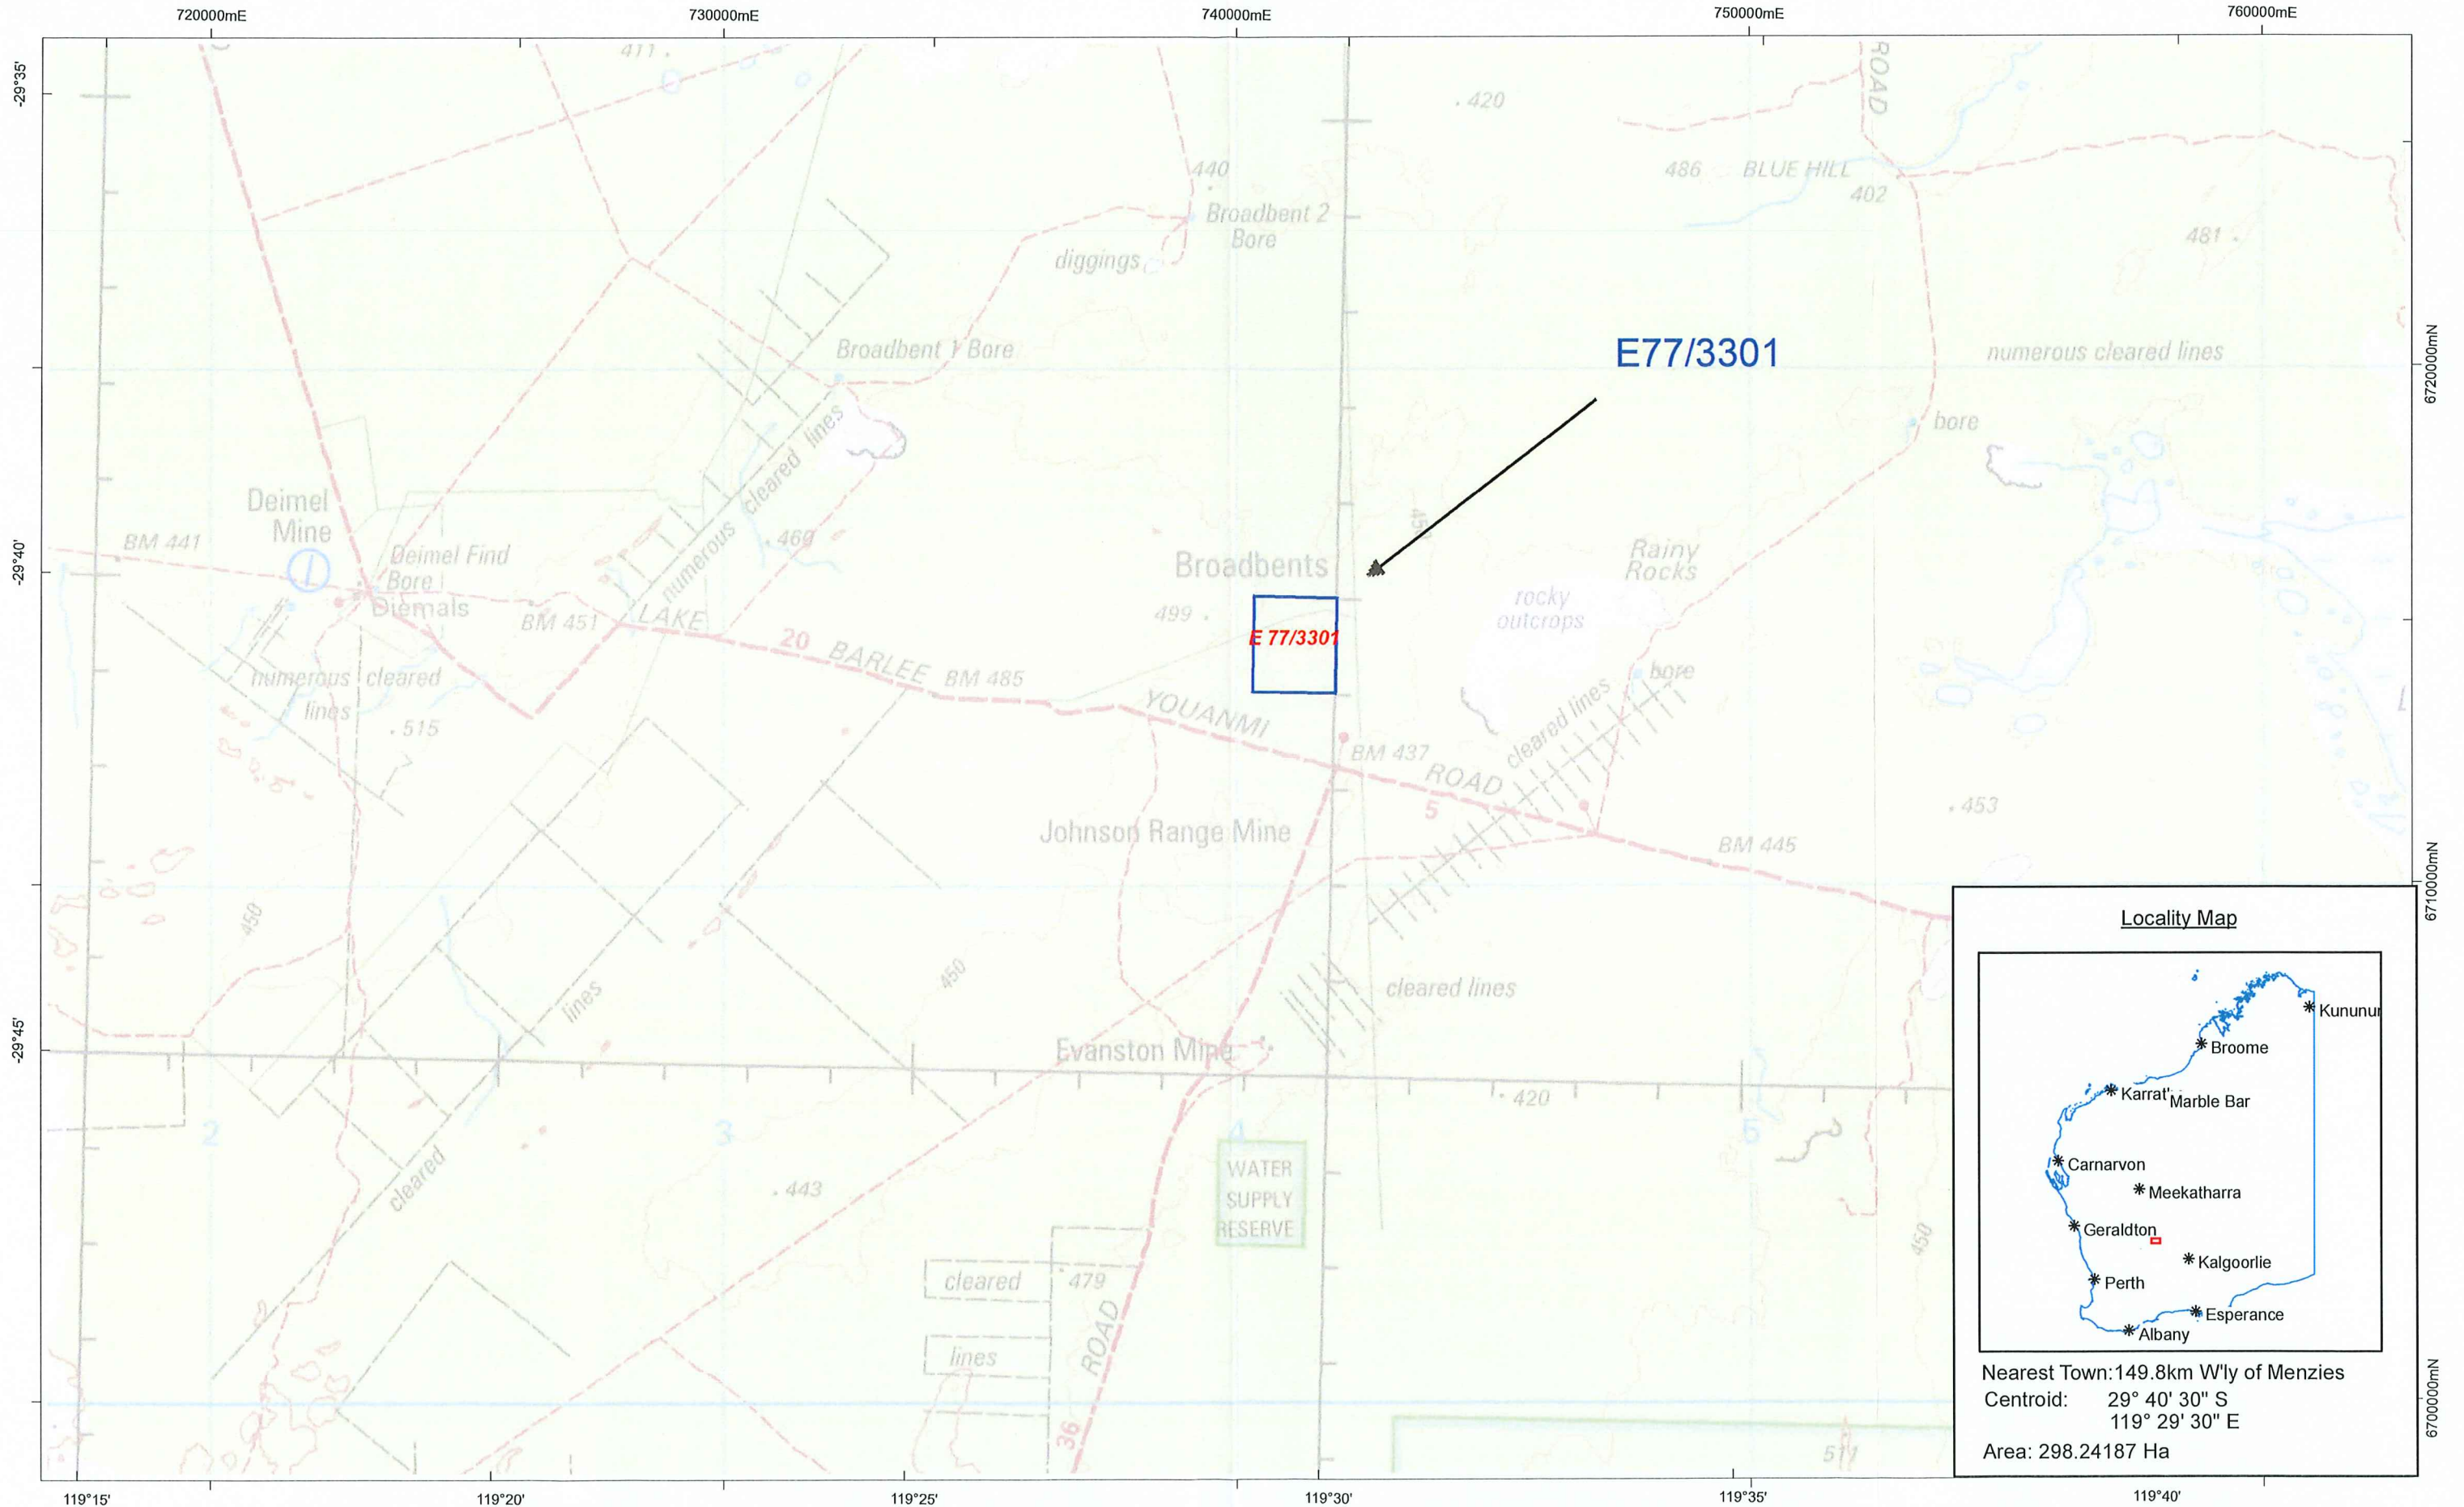 720000mE
730000mE
740000mE
750000mE
760000mE
-29°35'
411
ROAD
420
440
486
BLUE HILL
402
Broadbent 2
Bore
481
diggings
Broadbent 1 Bore
E77/3301
numerous cleared lines
6720000mN
bore
numerous cleared lines
Deimel
Mine
450
BM 441
460
Deimel Find
Bore
Broadbents
Rainy
Rocks
-29°40'
Diemals
BM 451
LAKE
499
rocky
outcrops
20
BARLEE
E 77/3301
numerous cleared
lines
BM 485
bore
515
YOUANMI
cleared lines
BM 437
ROAD
5
453
Johnson Range Mine
BM 445
6710000mN
450
450
lines
cleared lines
-29°45'
Evanston Mine
420
2
3
4
5
cleared
443
WATER
SUPPLY
RESERVE
450
cleared
479
lines
ROAD
36
511
Locality Map
Kununur
Broome
Karrat'
Marble Bar
Carnarvon
Meekatharra
Geraldton
Kalgoorlie
Perth
Esperance
Albany
Nearest Town:149.8km W'ly of Menzies
Centroid: 29° 40' 30" S
119° 29' 30" E
Area: 298.24187 Ha
6700000mN
119°15'
119°20'
119°25'
119°30'
119°35'
119°40'